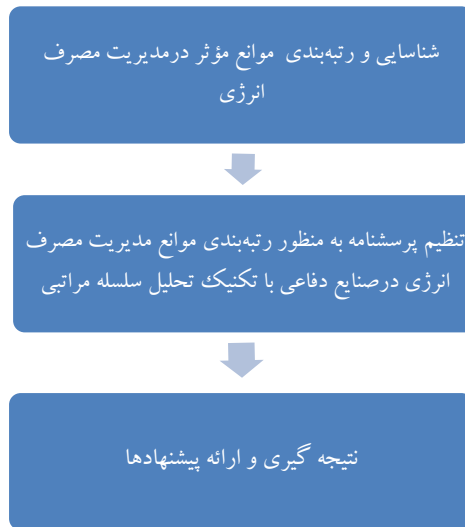 شناسایی و رتبه‌بندی موانع مؤثر درمدیریت مصرف
انرژی
تنظیم پرسشنامه به منظور رتبه‌بندی موانع مدیریت مصرف
انرژی درصنایع دفاعی با تکنیک تحلیل سلسله مراتبی
نتیجه گیری و ارائه پیشنهادها